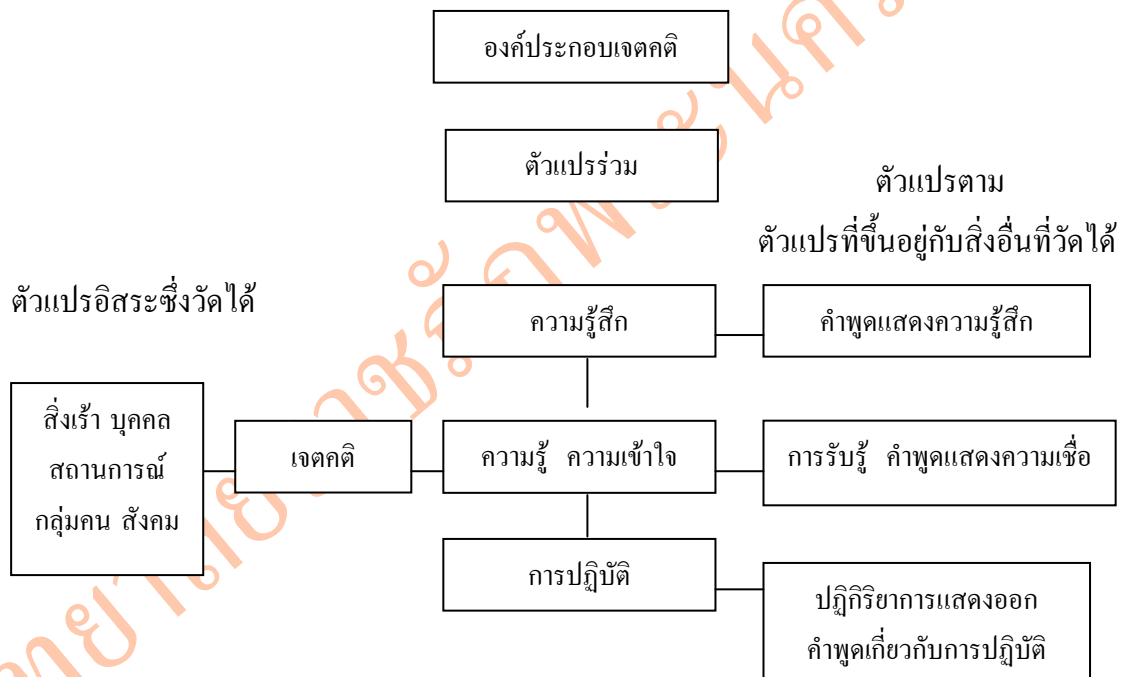 องค์ประกอบเจตคติ
ตัวแปรร่วม
ตัวแปรตาม
ตัวแปรที่ขึ้นอยู่กับสิ่งอื่นที่วัดได้
ตัวแปรอิสระซึ่งวัดได้
ความรู้สึก
คำพูดแสดงความรู้สึก
สิ่งเร้า บุคคล
สถานการณ์
กลุ่มคน สังคม
เจตคติ
ความรู้ ความเข้าใจ
การรับรู้ คำพูดแสดงความเชื่อ
การปฏิบัติ
ปฏิกิริยาการแสดงออก
คำพูดเกี่ยวกับการปฏิบัติ